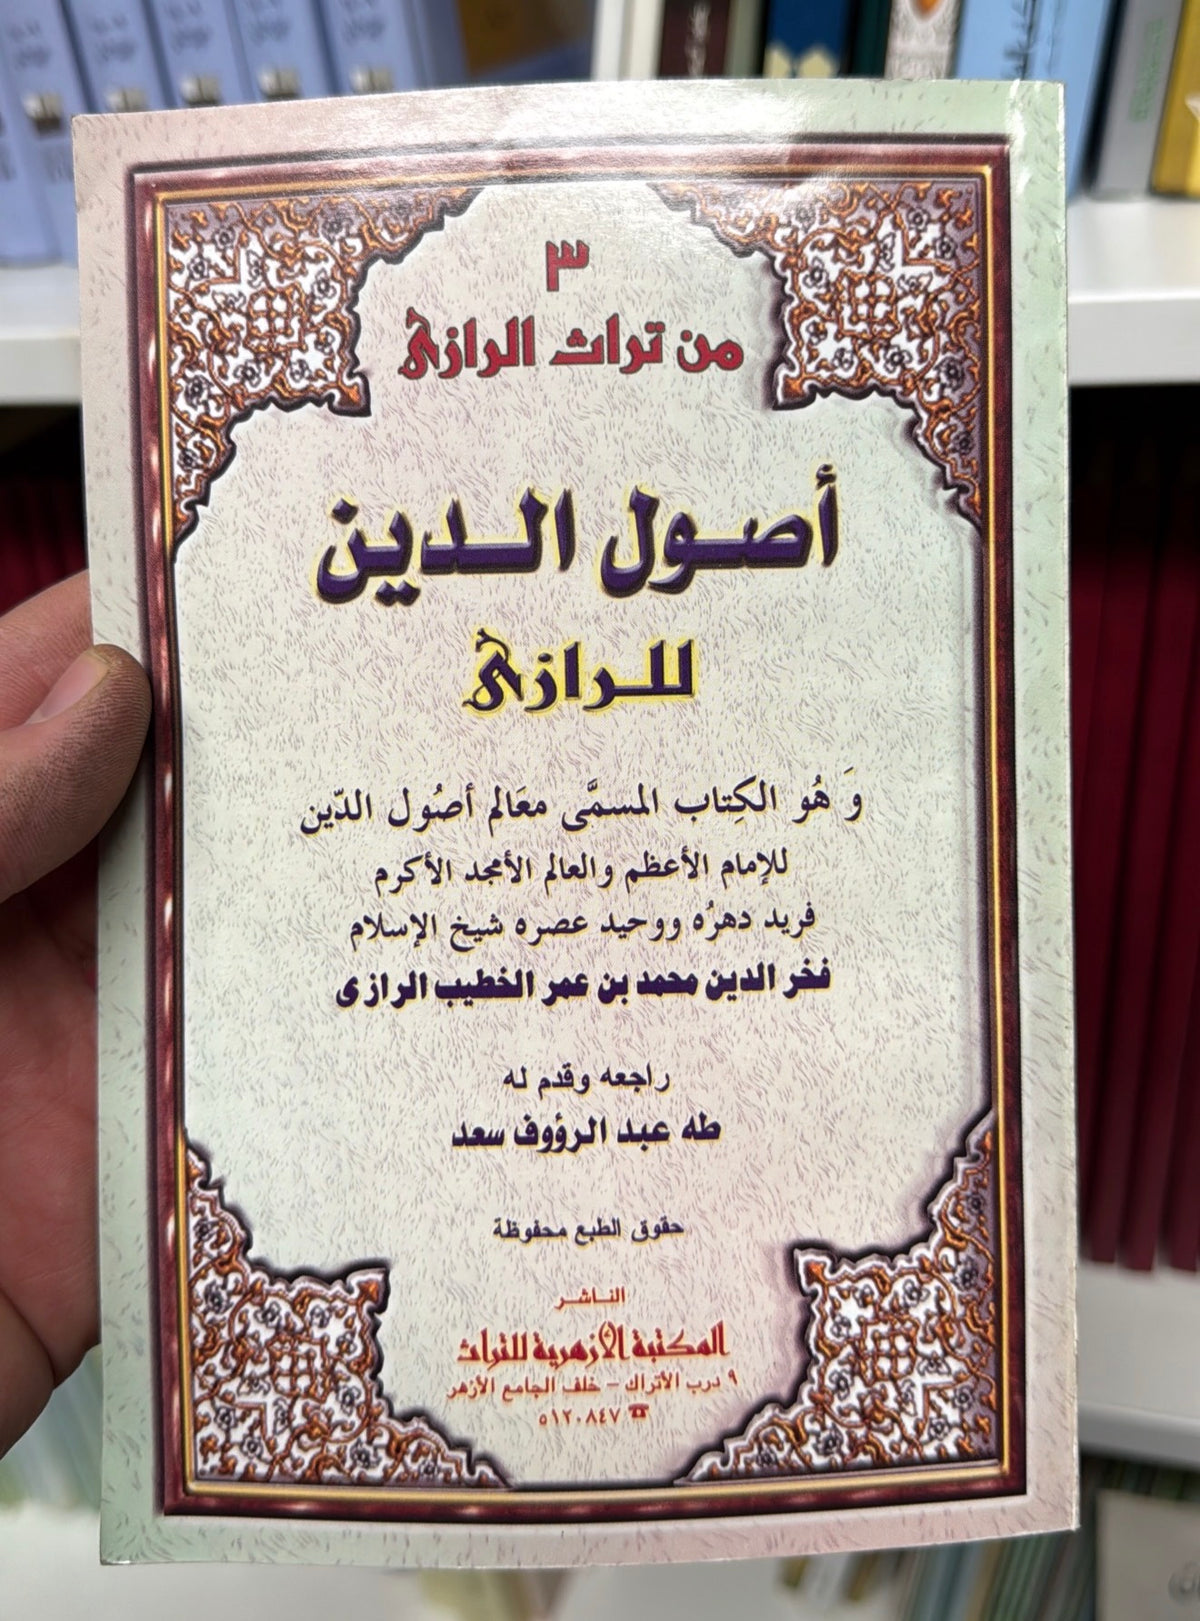 ٣
من تراث الرازى
أصول الدين
للرازى
وَ هُو الكِتاب المسمَّى معَالم أصُول الدّين
للإمام الأعظم والعالم الأمجد الأكرم
فريد دهرُه ووحيد عصره شيخ الإسلام
فخر الدين محمد بن عمر الخطيب الرازى
راجعه وقدم له
طه عبد الرؤوف سعد
حقوق الطبع محفوظة
الناشر
المكتبة الأزهرية للتراث
٩ درب الأتراك - خلف الجامع الأزهر
☎ ٥١٢٠٨٤٧